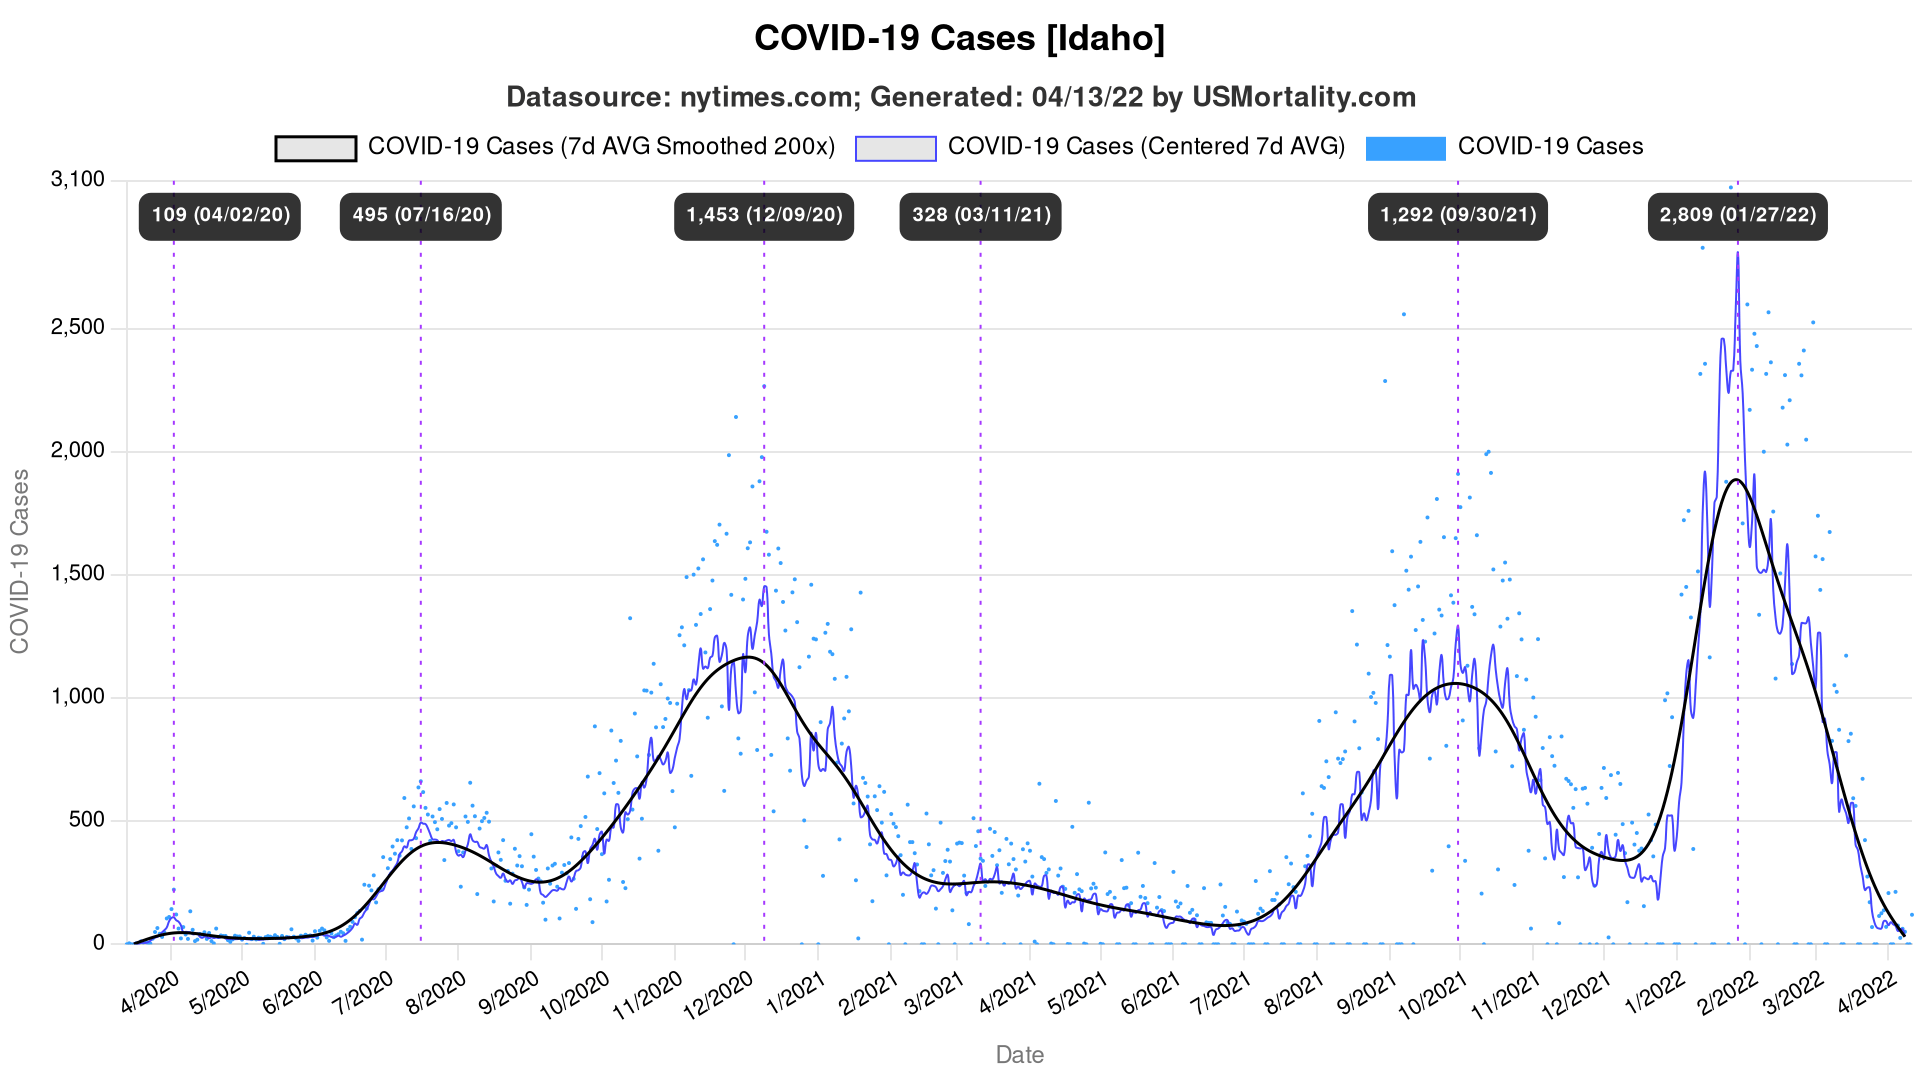 COVID-19 Cases [Idaho]
Datasource: nytimes.com; Generated: 04/13/22 by USMortality.com
COVID-19 Cases (7d AVG Smoothed 200x) COVID-19 Cases (Centered 7d AVG) COVID-19 Cases
109 (04/02/20) 495 (07/16/20) 1,453 (12/09/20) 328 (03/11/21) 1,292 (09/30/21) 2,809 (01/27/22)
3,100
2,500
2,000
1,500
1,000
500
0
COVID-19 Cases
4/2020 5/2020 6/2020 7/2020 8/2020 9/2020 10/2020 11/2020 12/2020 1/2021 2/2021 3/2021 4/2021 5/2021 6/2021 7/2021 8/2021 9/2021 10/2021 11/2021 12/2021 1/2022 2/2022 3/2022 4/2022
Date